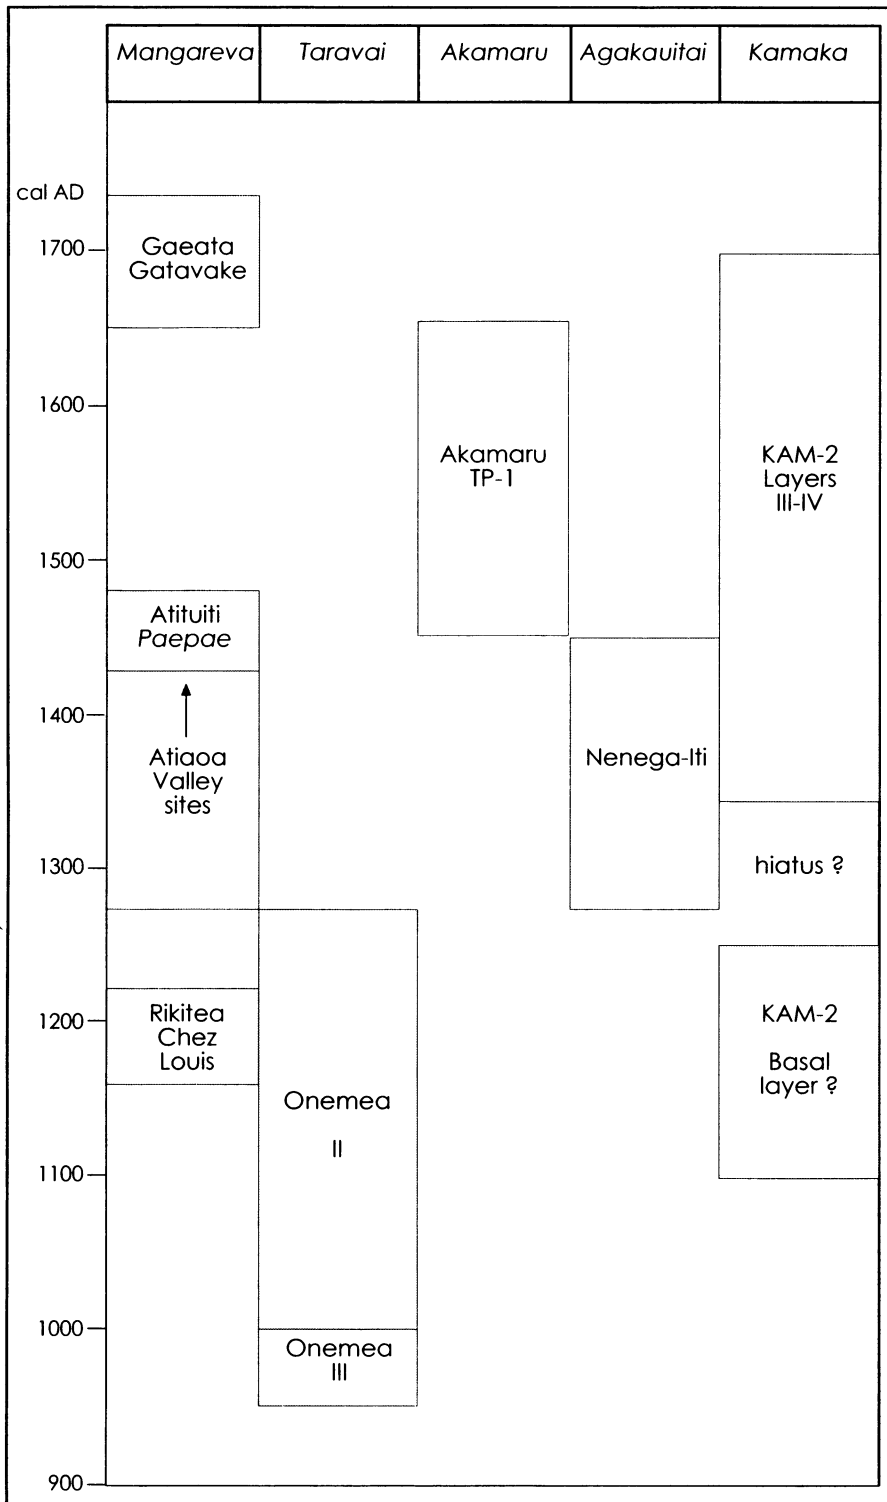 Mangareva
Taravai
Akamaru
Agakauitai
Kamaka
cal AD
1700
1600
1500
1400
1300
1200
1100
1000
900
Gaeata
Gatavake
Atituiti
Paepae
Atiaoa
Valley
sites
Rikitea
Chez
Louis
Onemea
II
Onemea
III
Akamaru
TP-1
Nenega-Iti
KAM-2
Layers
III-IV
hiatus ?
KAM-2
Basal
layer ?